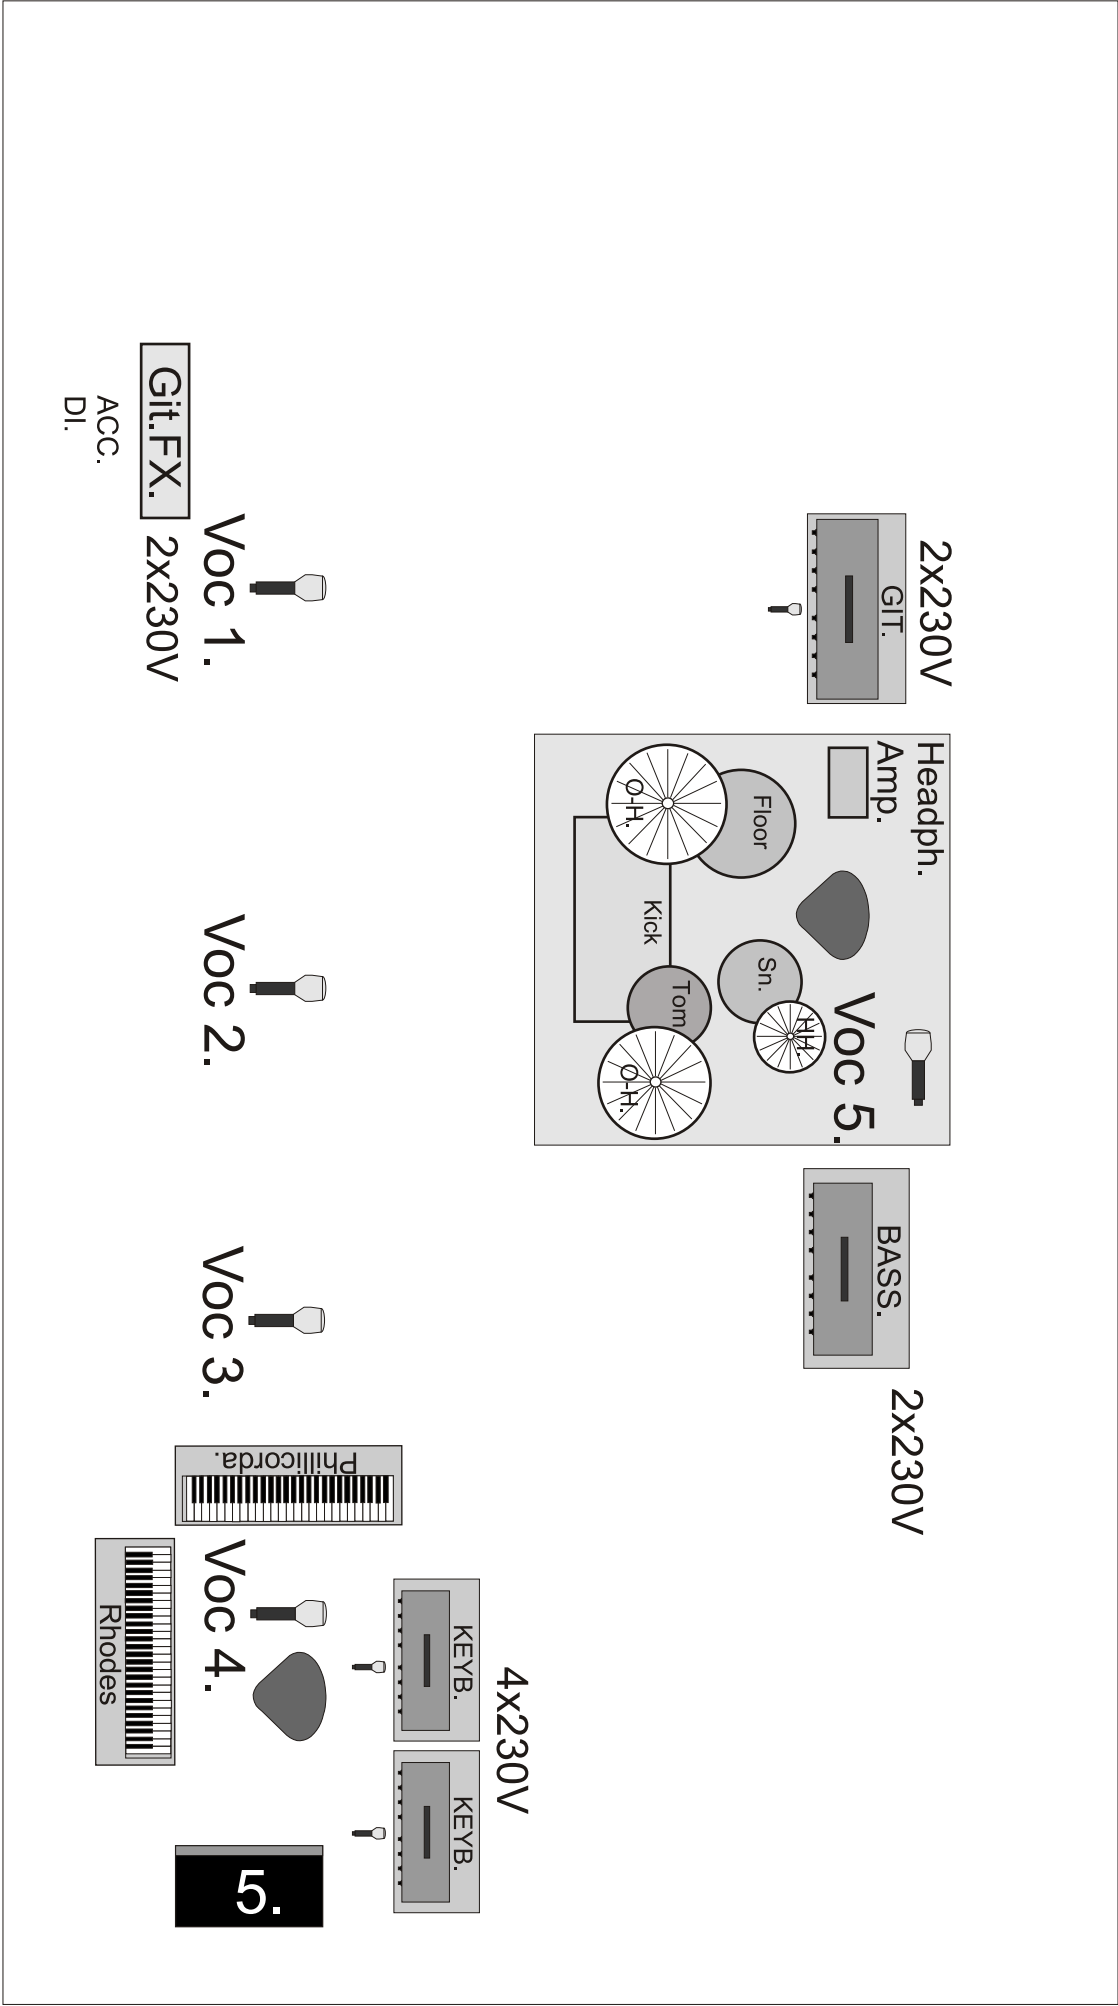 2x230V
GIT.
Headph.
Amp.
Floor
O-H.
Kick
Sn.
HH.
Tom
O-H.
Voc 5.
BASS.
2x230V
4x230V
KEYB.
KEYB.
Voc 1.
Voc 2.
Voc 3.
Voc 4.
Git.FX.
2x230V
ACC.
DI.
Phillicorda.
Rhodes
5.